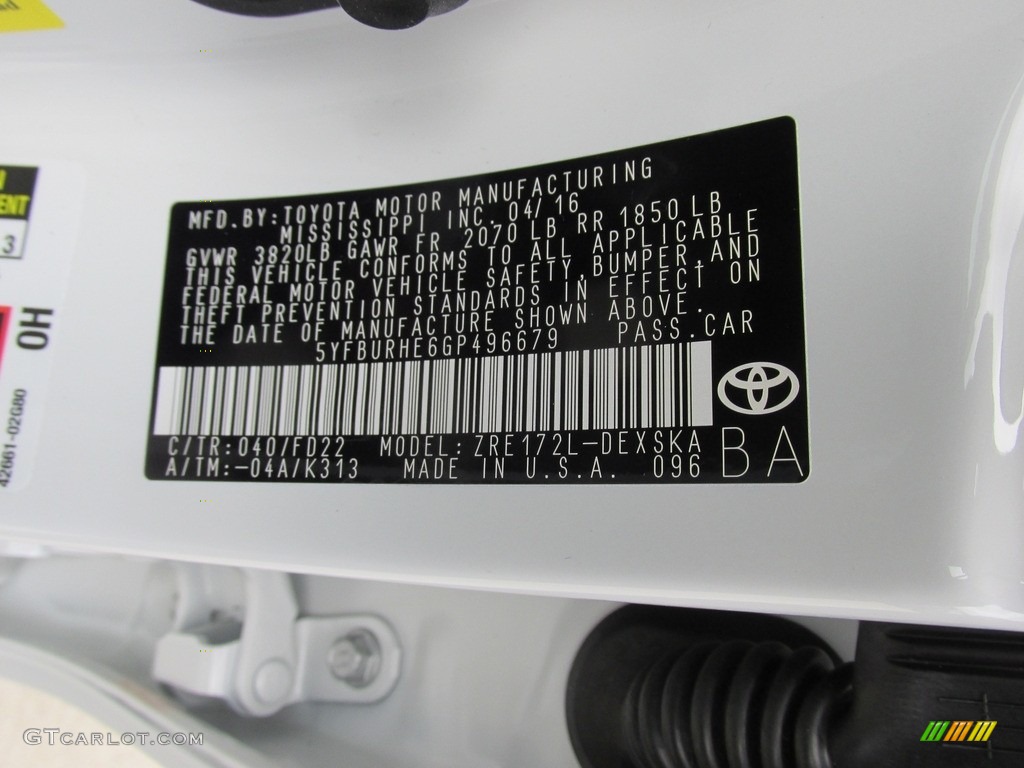 MFD. BY: TOYOTA MOTOR MANUFACTURING
MISSISSIPPI INC. 04/16
GVWR 3820LB GAWR FR 2070 LB RR 1850 LB
THIS VEHICLE CONFORMS TO ALL APPLICABLE
FEDERAL MOTOR VEHICLE SAFETY, BUMPER, AND
THEFT PREVENTION STANDARDS IN EFFECT† ON
THE DATE OF MANUFACTURE SHOWN ABOVE.
5YFBURHE6GP496679 PASS. CAR
C/TR: 040/FD22 MODEL: ZRE172L-DEXSKA
A/TM: -04A/K313 MADE IN U.S.A. 096 BA
3
OH
42661-02G80
GTCARLOT.COM